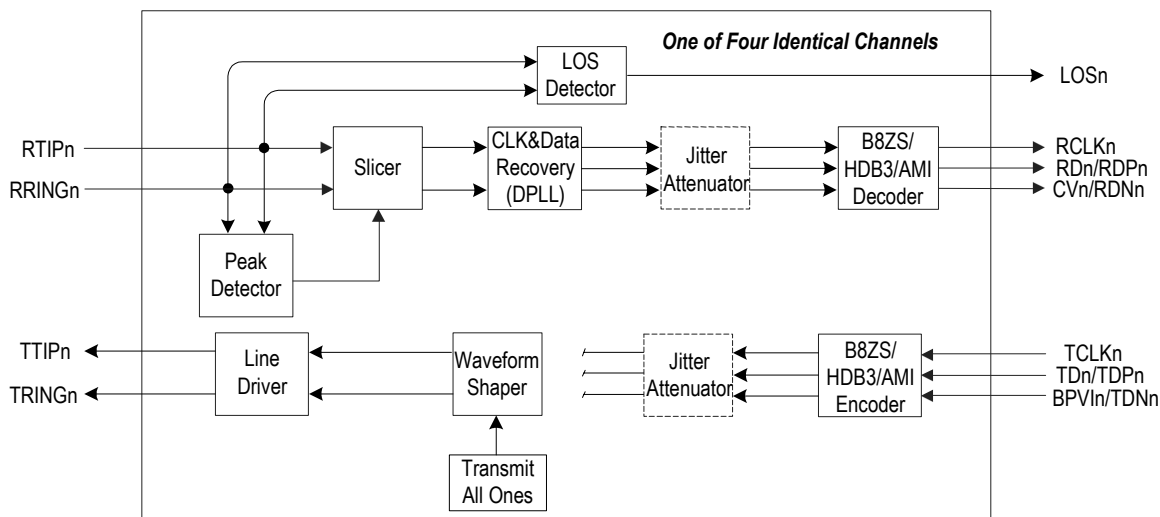 One of Four Identical Channels
LOS
Detector
LOSn
RTIPn
RRINGn
Slicer
CLK&Data
Recovery
(DPLL)
Jitter
Attenuator
B8ZS/
HDB3/AMI
Decoder
RCLKn
RDn/RDPn
CVn/RDNn
Peak
Detector
TTIPn
TRINGn
Line
Driver
Waveform
Shaper
Jitter
Attenuator
B8ZS/
HDB3/AMI
Encoder
TCLKn
TDn/TDPn
BPVIn/TDNn
Transmit
All Ones